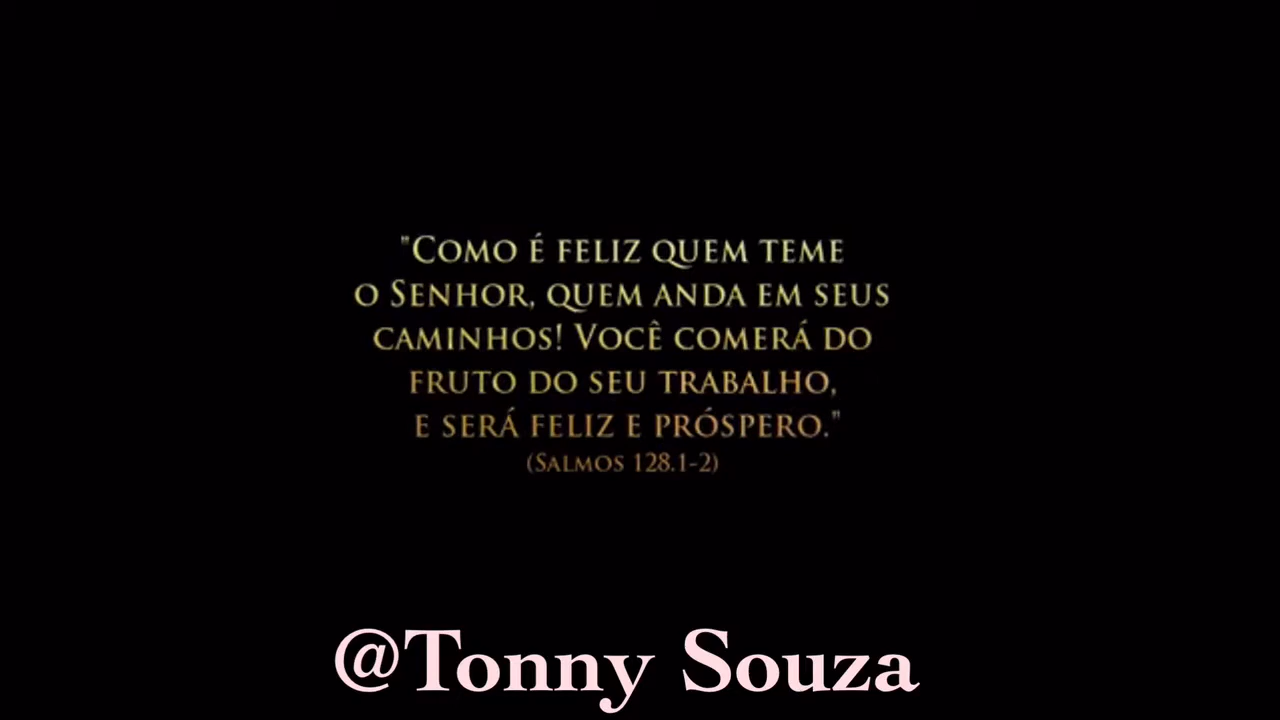 "Como é feliz quem teme
o Senhor, quem anda em seus
caminhos! Você comerá do
fruto do seu trabalho,
e será feliz e próspero."
(Salmos 128.1-2)
@Tonny Souza